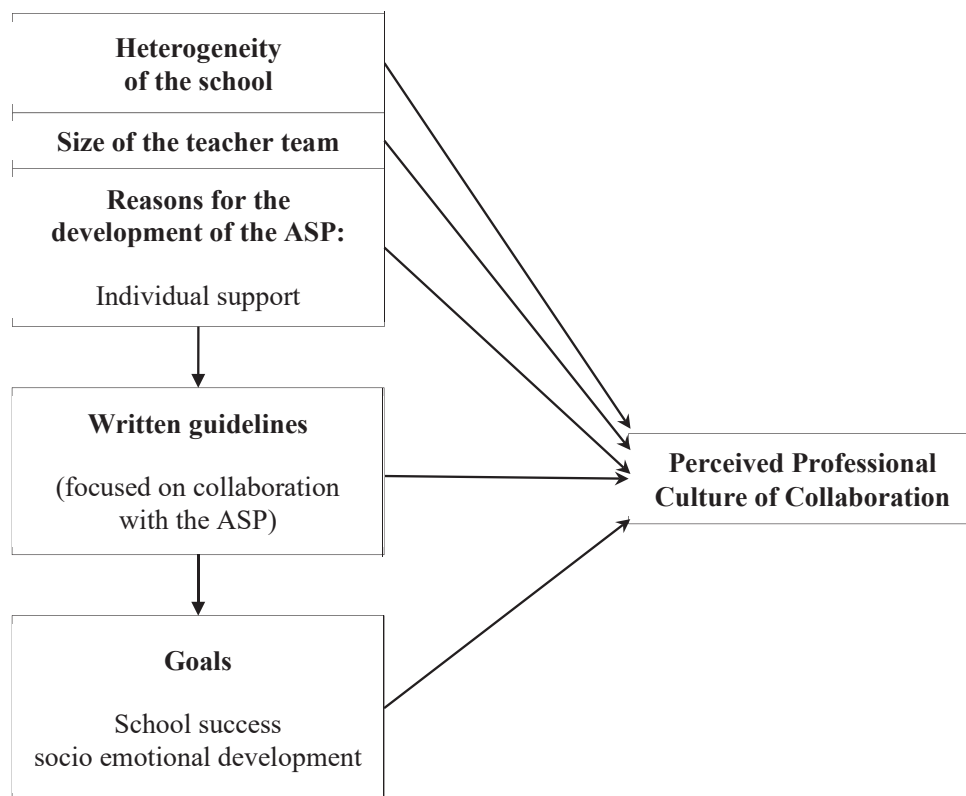 Heterogeneity
of the school
Size of the teacher team
Reasons for the
development of the ASP:
Individual support
Written guidelines
(focused on collaboration
with the ASP)
Goals
School success
socio emotional development
Perceived Professional
Culture of Collaboration